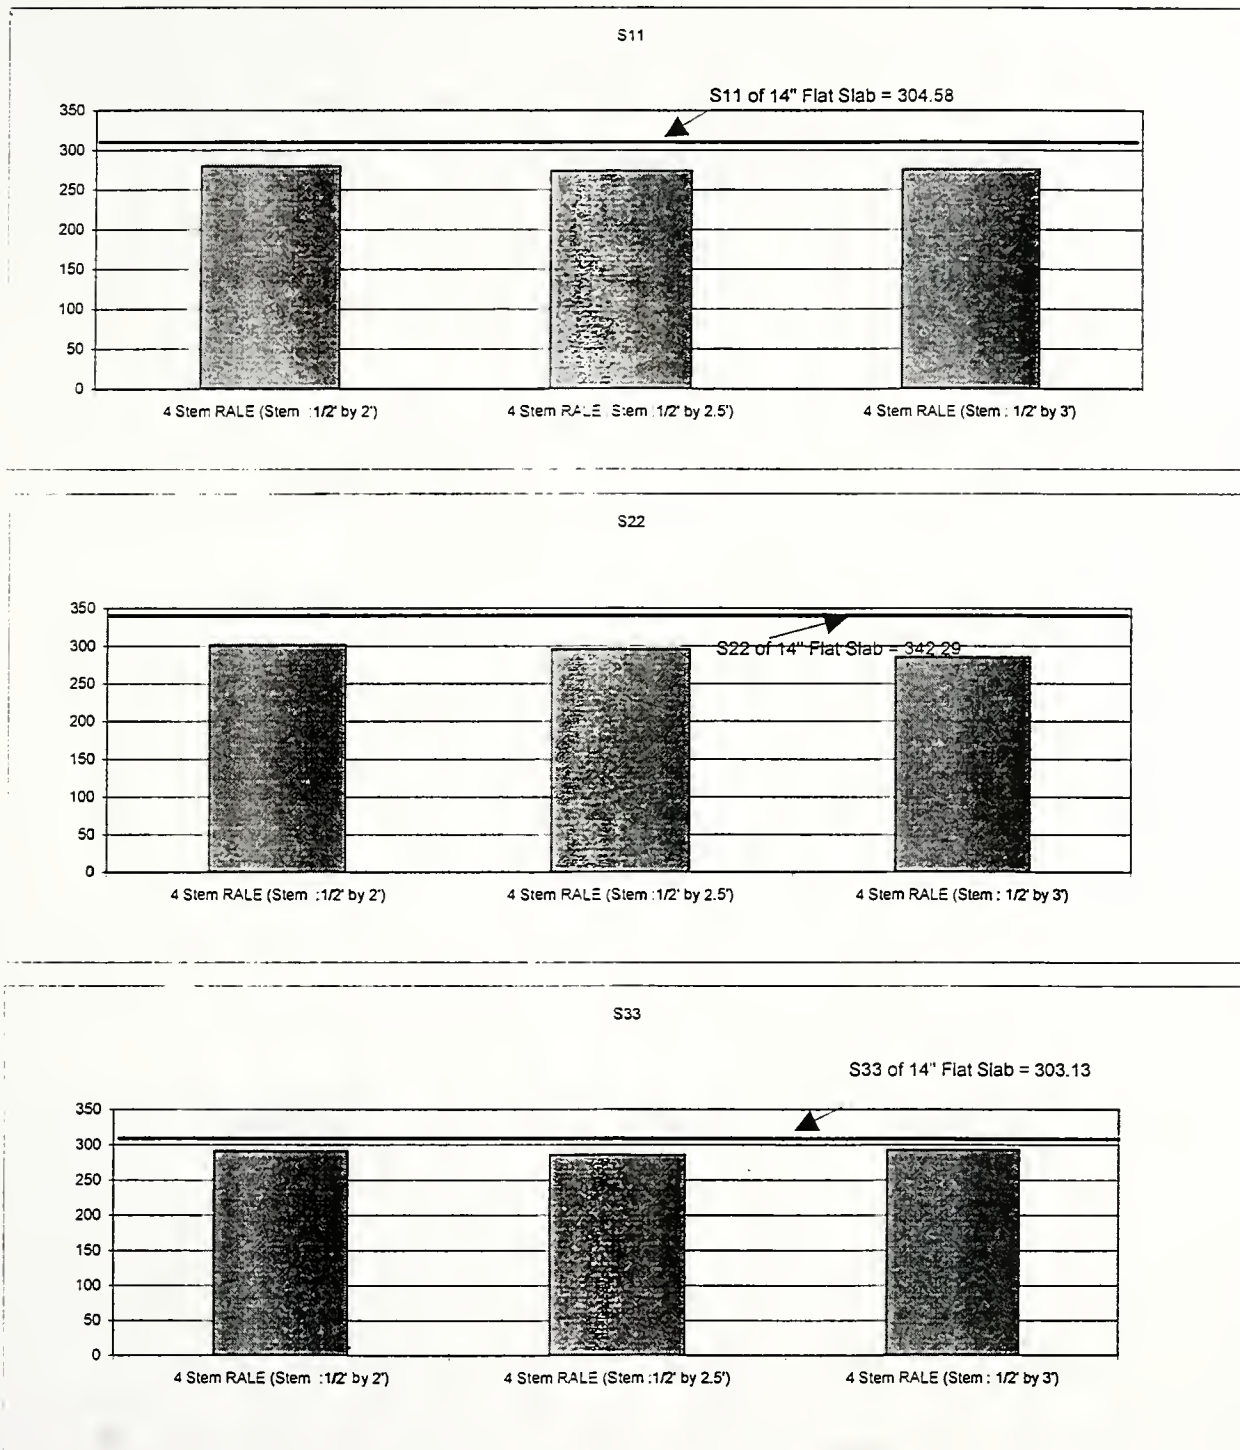 S11
S11 of 14" Flat Slab = 304.58
350
300
250
200
150
100
50
0
4 Stem RALE (Stem :1/2' by 2') 4 Stem RALE Stem :1/2' by 2.5') 4 Stem RALE (Stem : 1/2' by 3')
S22
350
S22 of 14" Flat Slab = 342.29
300
250
200
150
100
50
0
4 Stem RALE (Stem :1/2' by 2') 4 Stem RALE (Stem :1/2' by 2.5') 4 Stem RALE (Stem : 1/2' by 3')
S33
S33 of 14" Flat Slab = 303.13
350
300
250
200
150
100
50
0
4 Stem RALE (Stem :1/2' by 2') 4 Stem RALE (Stem :1/2' by 2.5') 4 Stem RALE (Stem : 1/2' by 3')